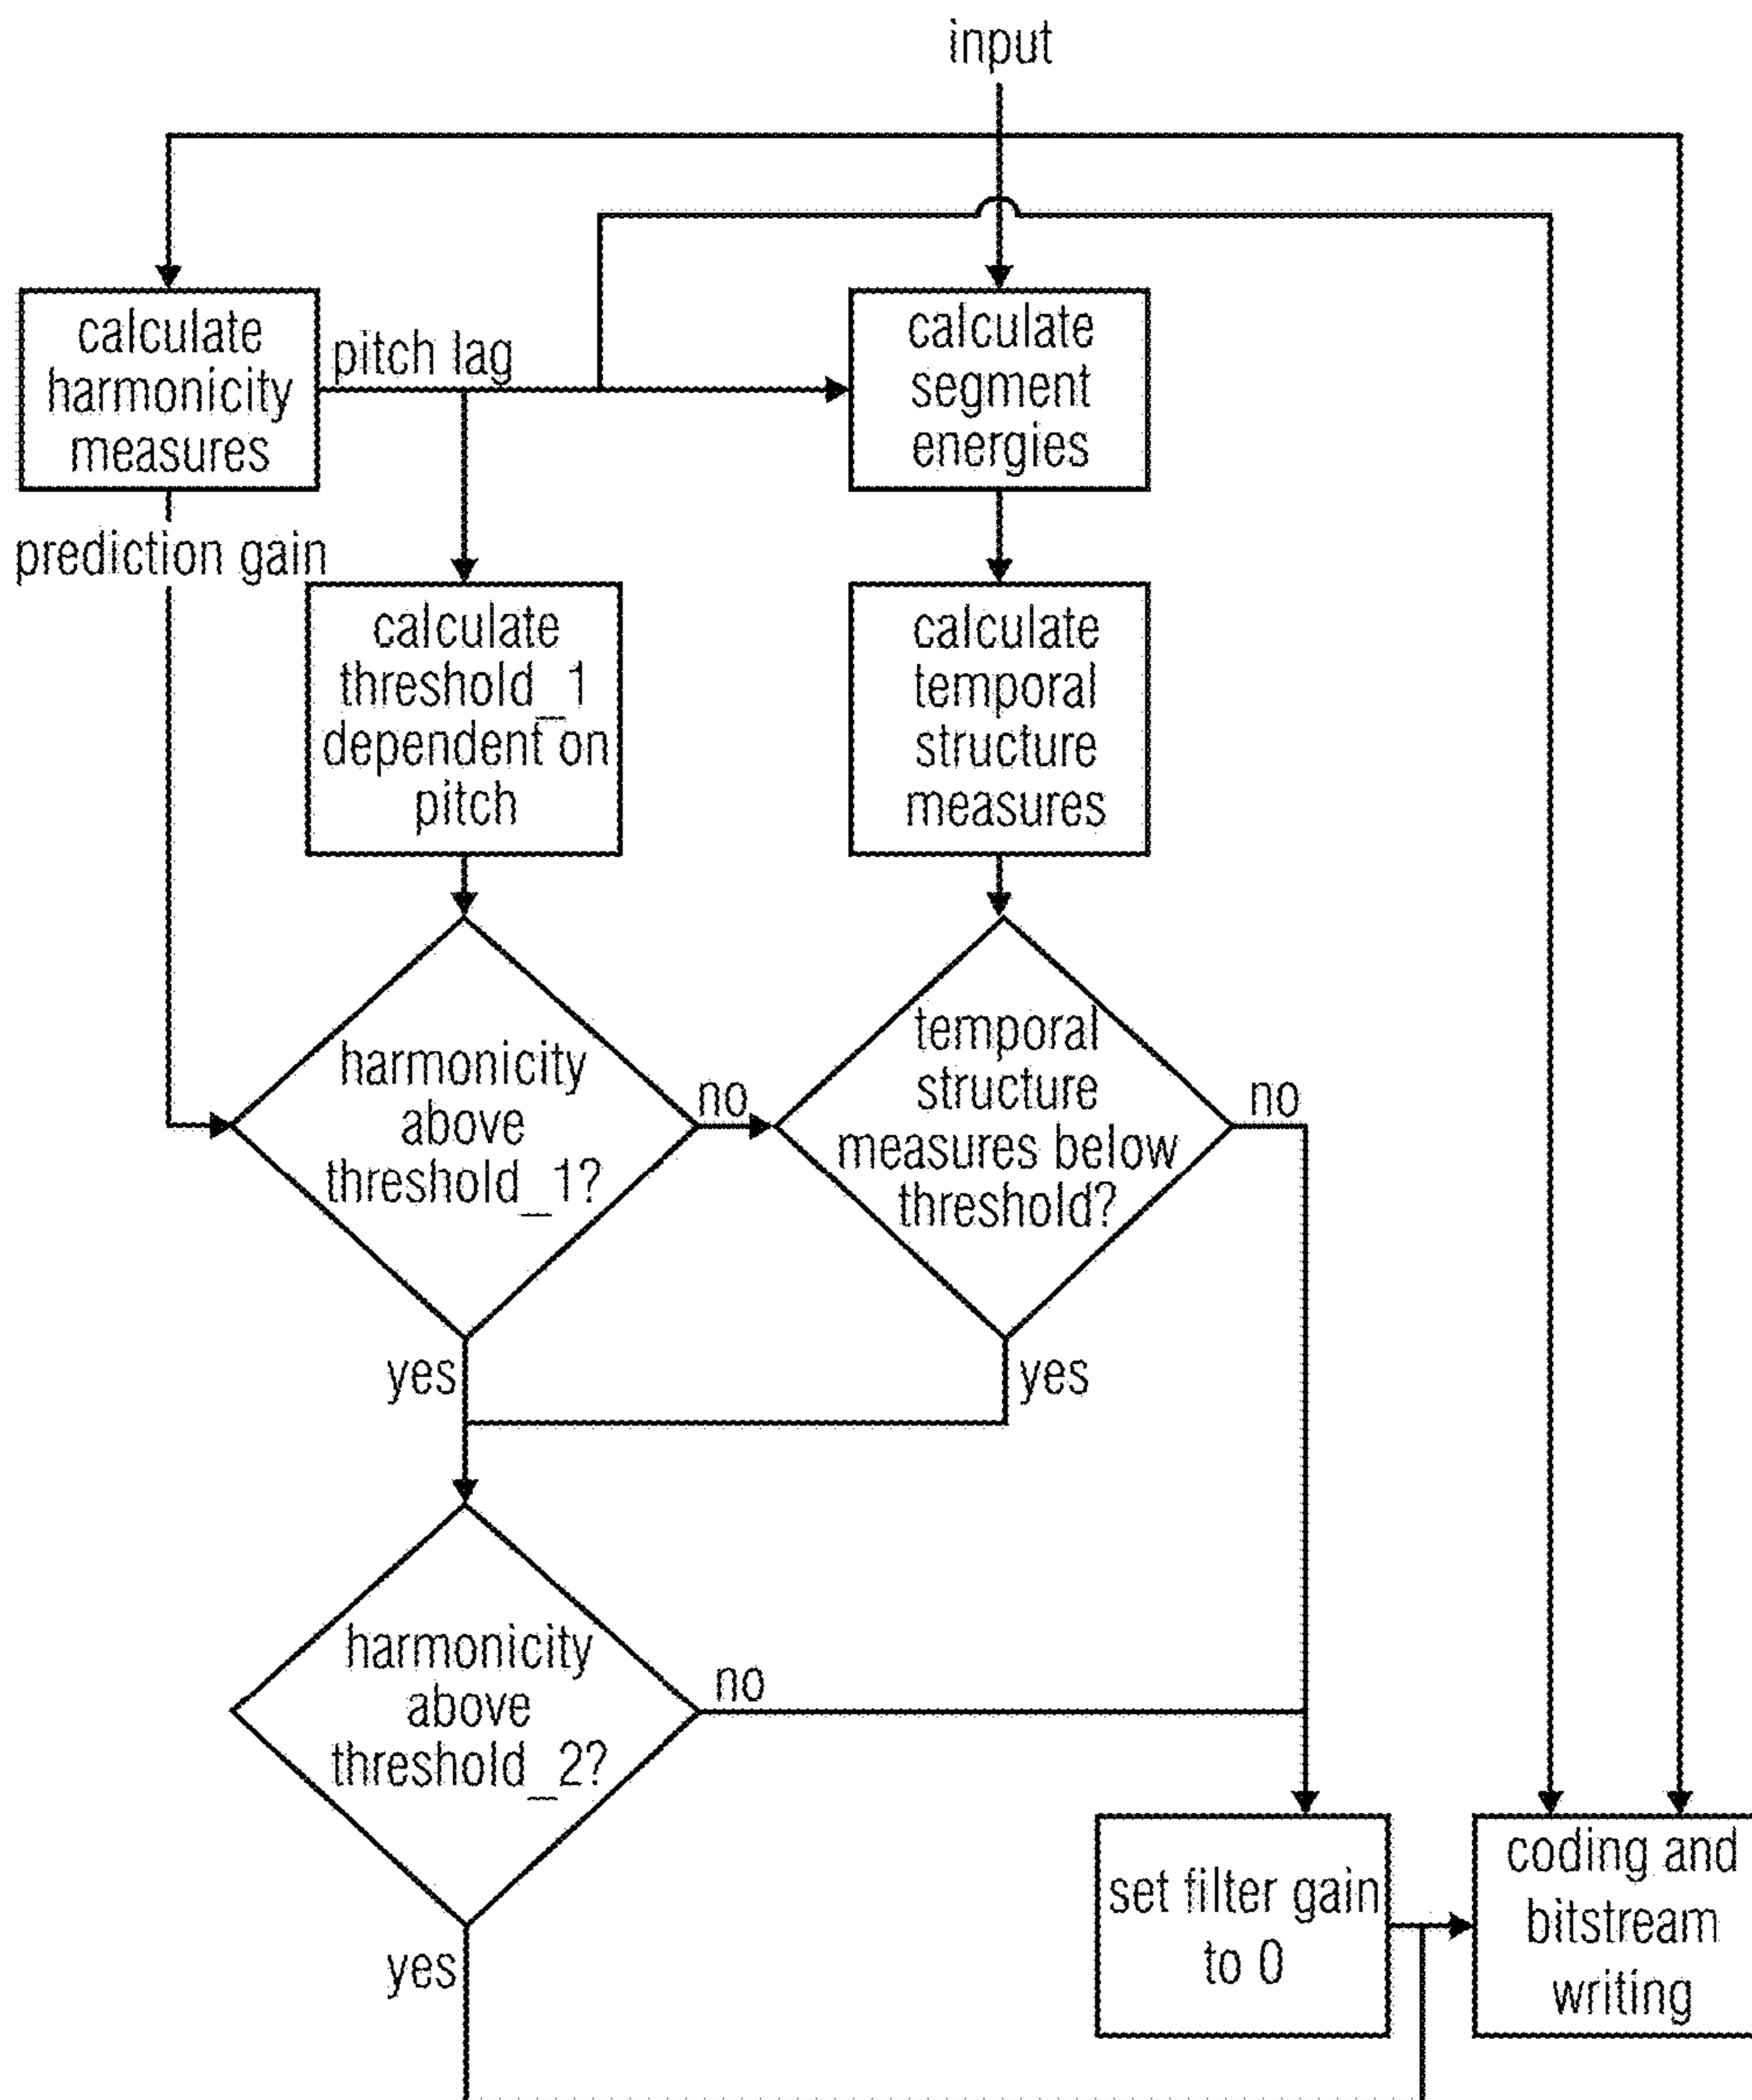 input
calculate
harmonicity
measures
pitch lag
calculate
segment
energies
prediction gain
calculate
threshold_1
dependent on
pitch
calculate
temporal
structure
measures
harmonicity
above
threshold_1?
no
temporal
structure
measures below
threshold?
no
yes
yes
harmonicity
above
threshold_2?
no
yes
set filter gain
to 0
coding and
bitstream
writing